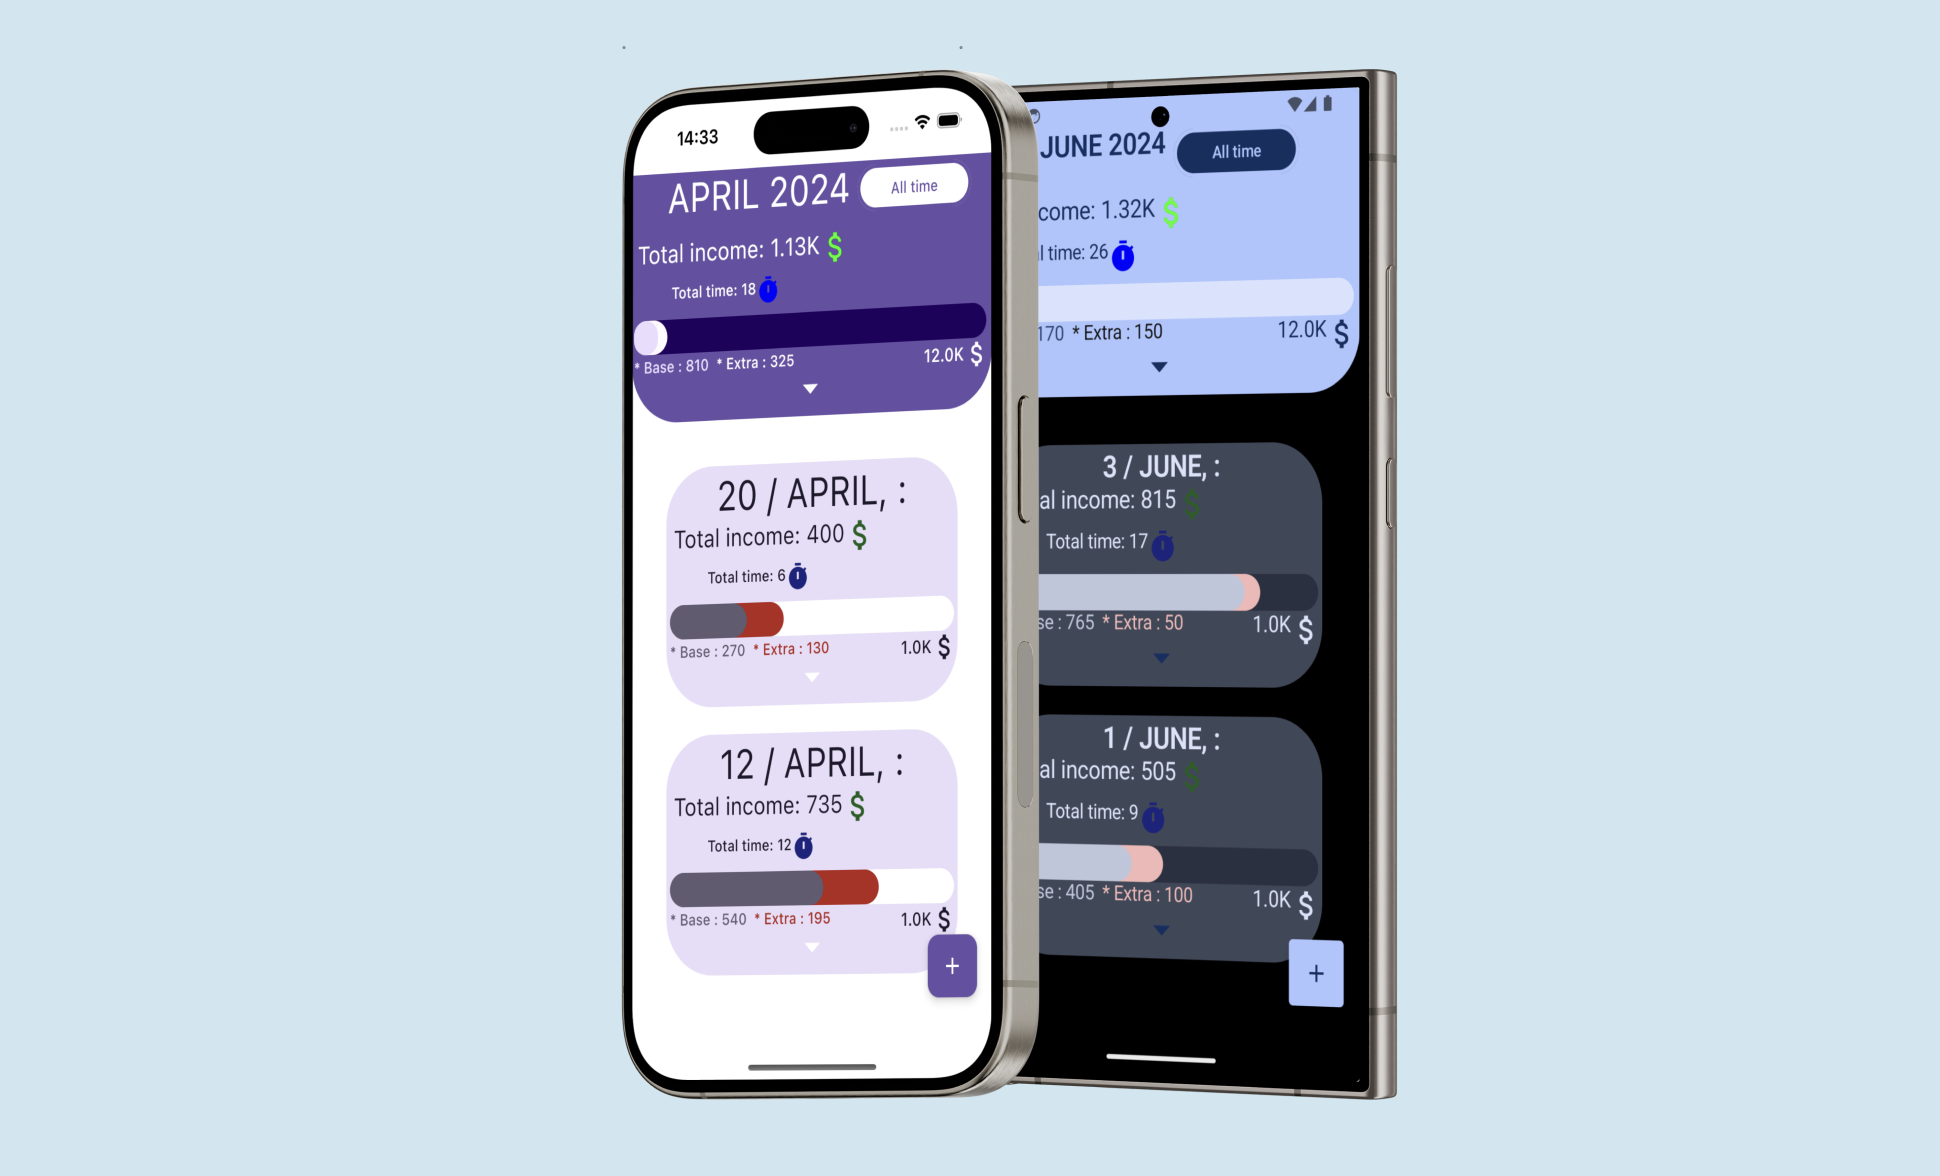 14:33
APRIL 2024 All time
Total income: 1.13K $
Total time: 18
* Base : 810 * Extra : 325 12.0K $
20 / APRIL, :
Total income: 400 $
Total time: 6
* Base : 270 * Extra : 130 1.0K $
12 / APRIL, :
Total income: 735 $
Total time: 12
* Base : 540 * Extra : 195 1.0K $
+
JUNE 2024 All time
come: 1.32K $
l time: 26
170 * Extra : 150 12.0K $
3 / JUNE, :
al income: 815 $
Total time: 17
se : 765 * Extra : 50 1.0K $
1 / JUNE, :
al income: 505 $
Total time: 9
se : 405 * Extra : 100 1.0K $
+